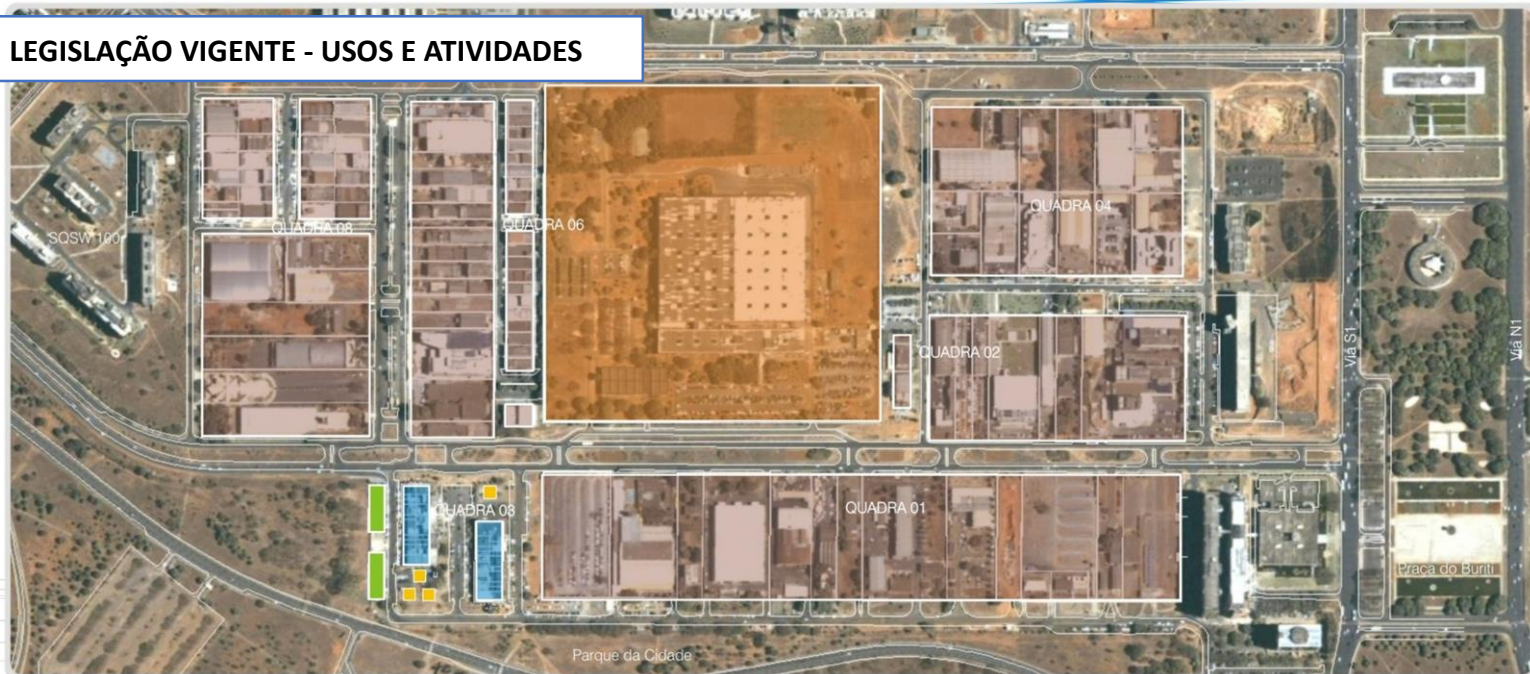 LEGISLAÇÃO VIGENTE - USOS E ATIVIDADES
QUADRA 04
QUADRA 06
QUADRA 08
SQSW 100
Via S1
Via N1
QUADRA 02
QUADRA 03
QUADRA 01
Praça do Buriti
Parque da Cidade